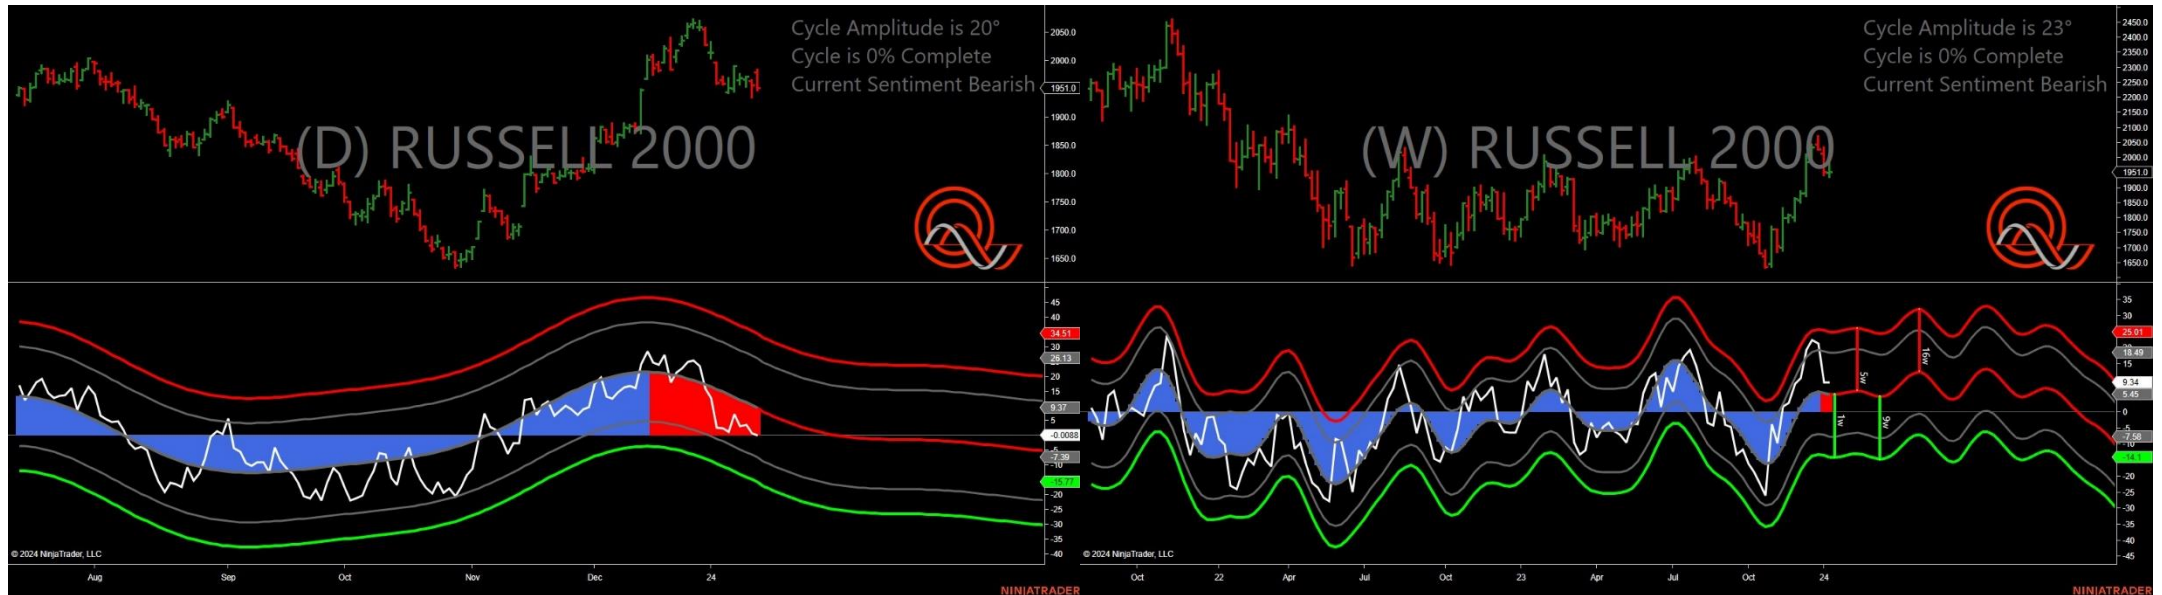 Cycle Amplitude is 20°
Cycle is 0% Complete
Current Sentiment Bearish
(D) RUSSELL 2000
2050.0
2000.0
1951.0
1900.0
1850.0
1800.0
1750.0
1700.0
1650.0
45
40
34.51
30
26.13
20
15
9.37
5
-0.0088
-5
-7.39
-10
-15.77
-20
-25
-30
-35
-40
© 2024 NinjaTrader, LLC
Aug
Sep
Oct
Nov
Dec
24
NINJATRADER
Cycle Amplitude is 23°
Cycle is 0% Complete
Current Sentiment Bearish
(W) RUSSELL 2000
2450.0
2400.0
2350.0
2300.0
2250.0
2200.0
2150.0
2100.0
2050.0
2000.0
1951.0
1900.0
1850.0
1800.0
1750.0
1700.0
1650.0
35
30
25.01
18.49
15
9.34
5.45
0
-5
-7.58
-10
-14.1
-20
-25
-30
-35
-40
-45
1w
5w
9w
16w
© 2024 NinjaTrader, LLC
Oct
22
Apr
Jul
Oct
23
Apr
Jul
Oct
24
NINJATRADER